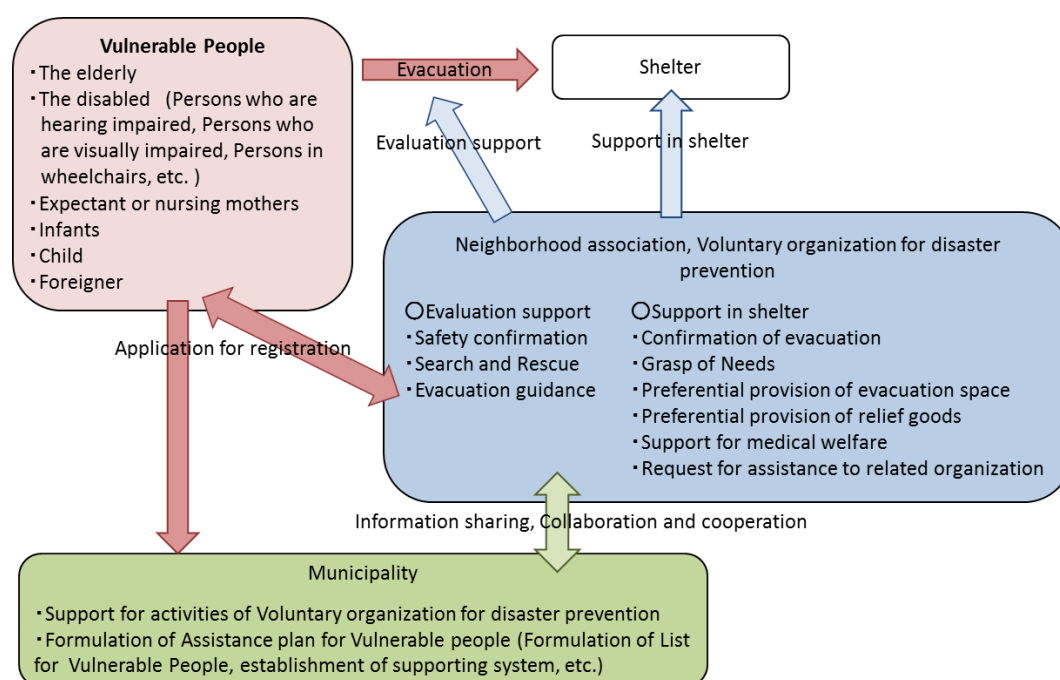 Vulnerable People
・The elderly
・The disabled (Persons who are
hearing impaired, Persons who
are visually impaired, Persons in
wheelchairs, etc. )
・Expectant or nursing mothers
・Infants
・Child
・Foreigner
Evacuation
Shelter
Evaluation support
Support in shelter
Neighborhood association, Voluntary organization for disaster
prevention
○Evaluation support
・Safety confirmation
・Search and Rescue
・Evacuation guidance
○Support in shelter
・Confirmation of evacuation
・Grasp of Needs
・Preferential provision of evacuation space
・Preferential provision of relief goods
・Support for medical welfare
・Request for assistance to related organization
Application for registration
Information sharing, Collaboration and cooperation
Municipality
・Support for activities of Voluntary organization for disaster prevention
・Formulation of Assistance plan for Vulnerable people (Formulation of List
for Vulnerable People, establishment of supporting system, etc.)